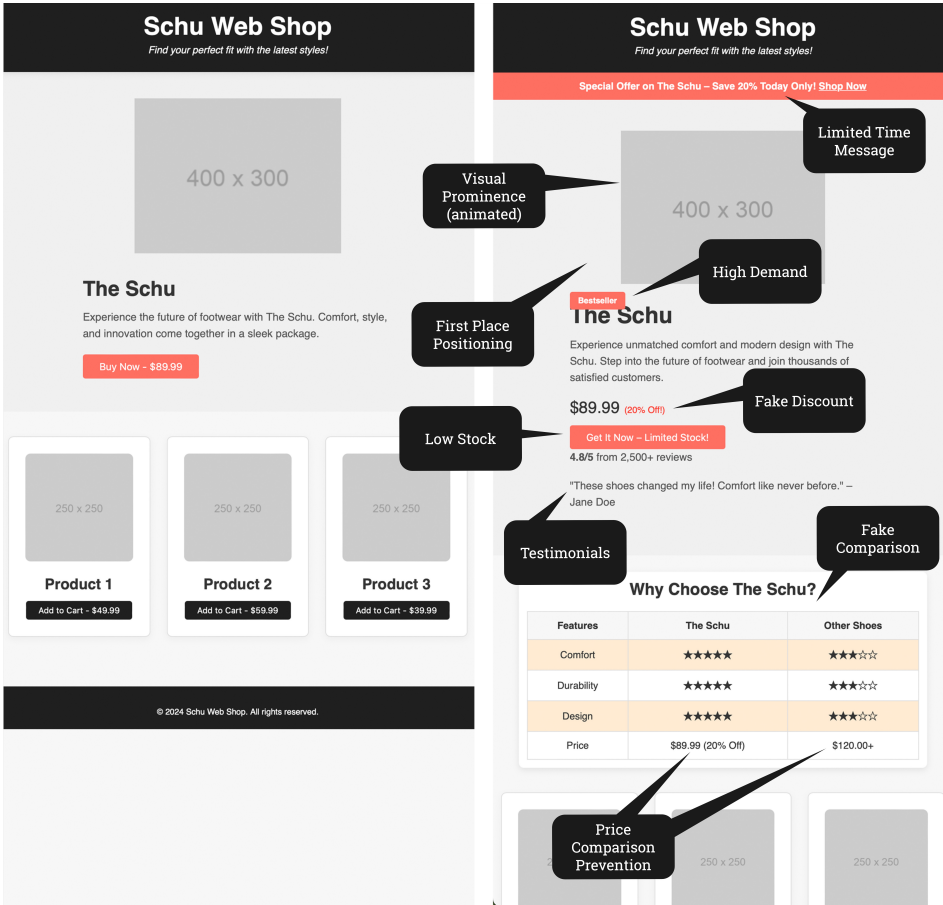 Schu Web Shop
Find your perfect fit with the latest styles!
400 x 300
The Schu
Experience the future of footwear with The Schu. Comfort, style,
and innovation come together in a sleek package.
Buy Now - $89.99
250 x 250
250 x 250
250 x 250
Product 1
Product 2
Product 3
Add to Cart - $49.99
Add to Cart - $59.99
Add to Cart - $39.99
© 2024 Schu Web Shop. All rights reserved.
Schu Web Shop
Find your perfect fit with the latest styles!
Special Offer on The Schu – Save 20% Today Only! Shop Now
Limited Time
Message
Visual
Prominence
(animated)
400 x 300
High Demand
First Place
Positioning
Bestseller
The Schu
Experience unmatched comfort and modern design with The
Schu. Step into the future of footwear and join thousands of
satisfied customers.
Fake Discount
$89.99 (20% Off!)
Low Stock
Get It Now – Limited Stock!
4.8/5 from 2,500+ reviews
"These shoes changed my life! Comfort like never before." –
Jane Doe
Testimonials
Fake
Comparison
Why Choose The Schu?
Features The Schu Other Shoes
Comfort ★★★★★ ★★★☆☆
Durability ★★★★★ ★★★☆☆
Design ★★★★★ ★★★☆☆
Price $89.99 (20% Off) $120.00+
Price
Comparison
Prevention
250 x 250
250 x 250